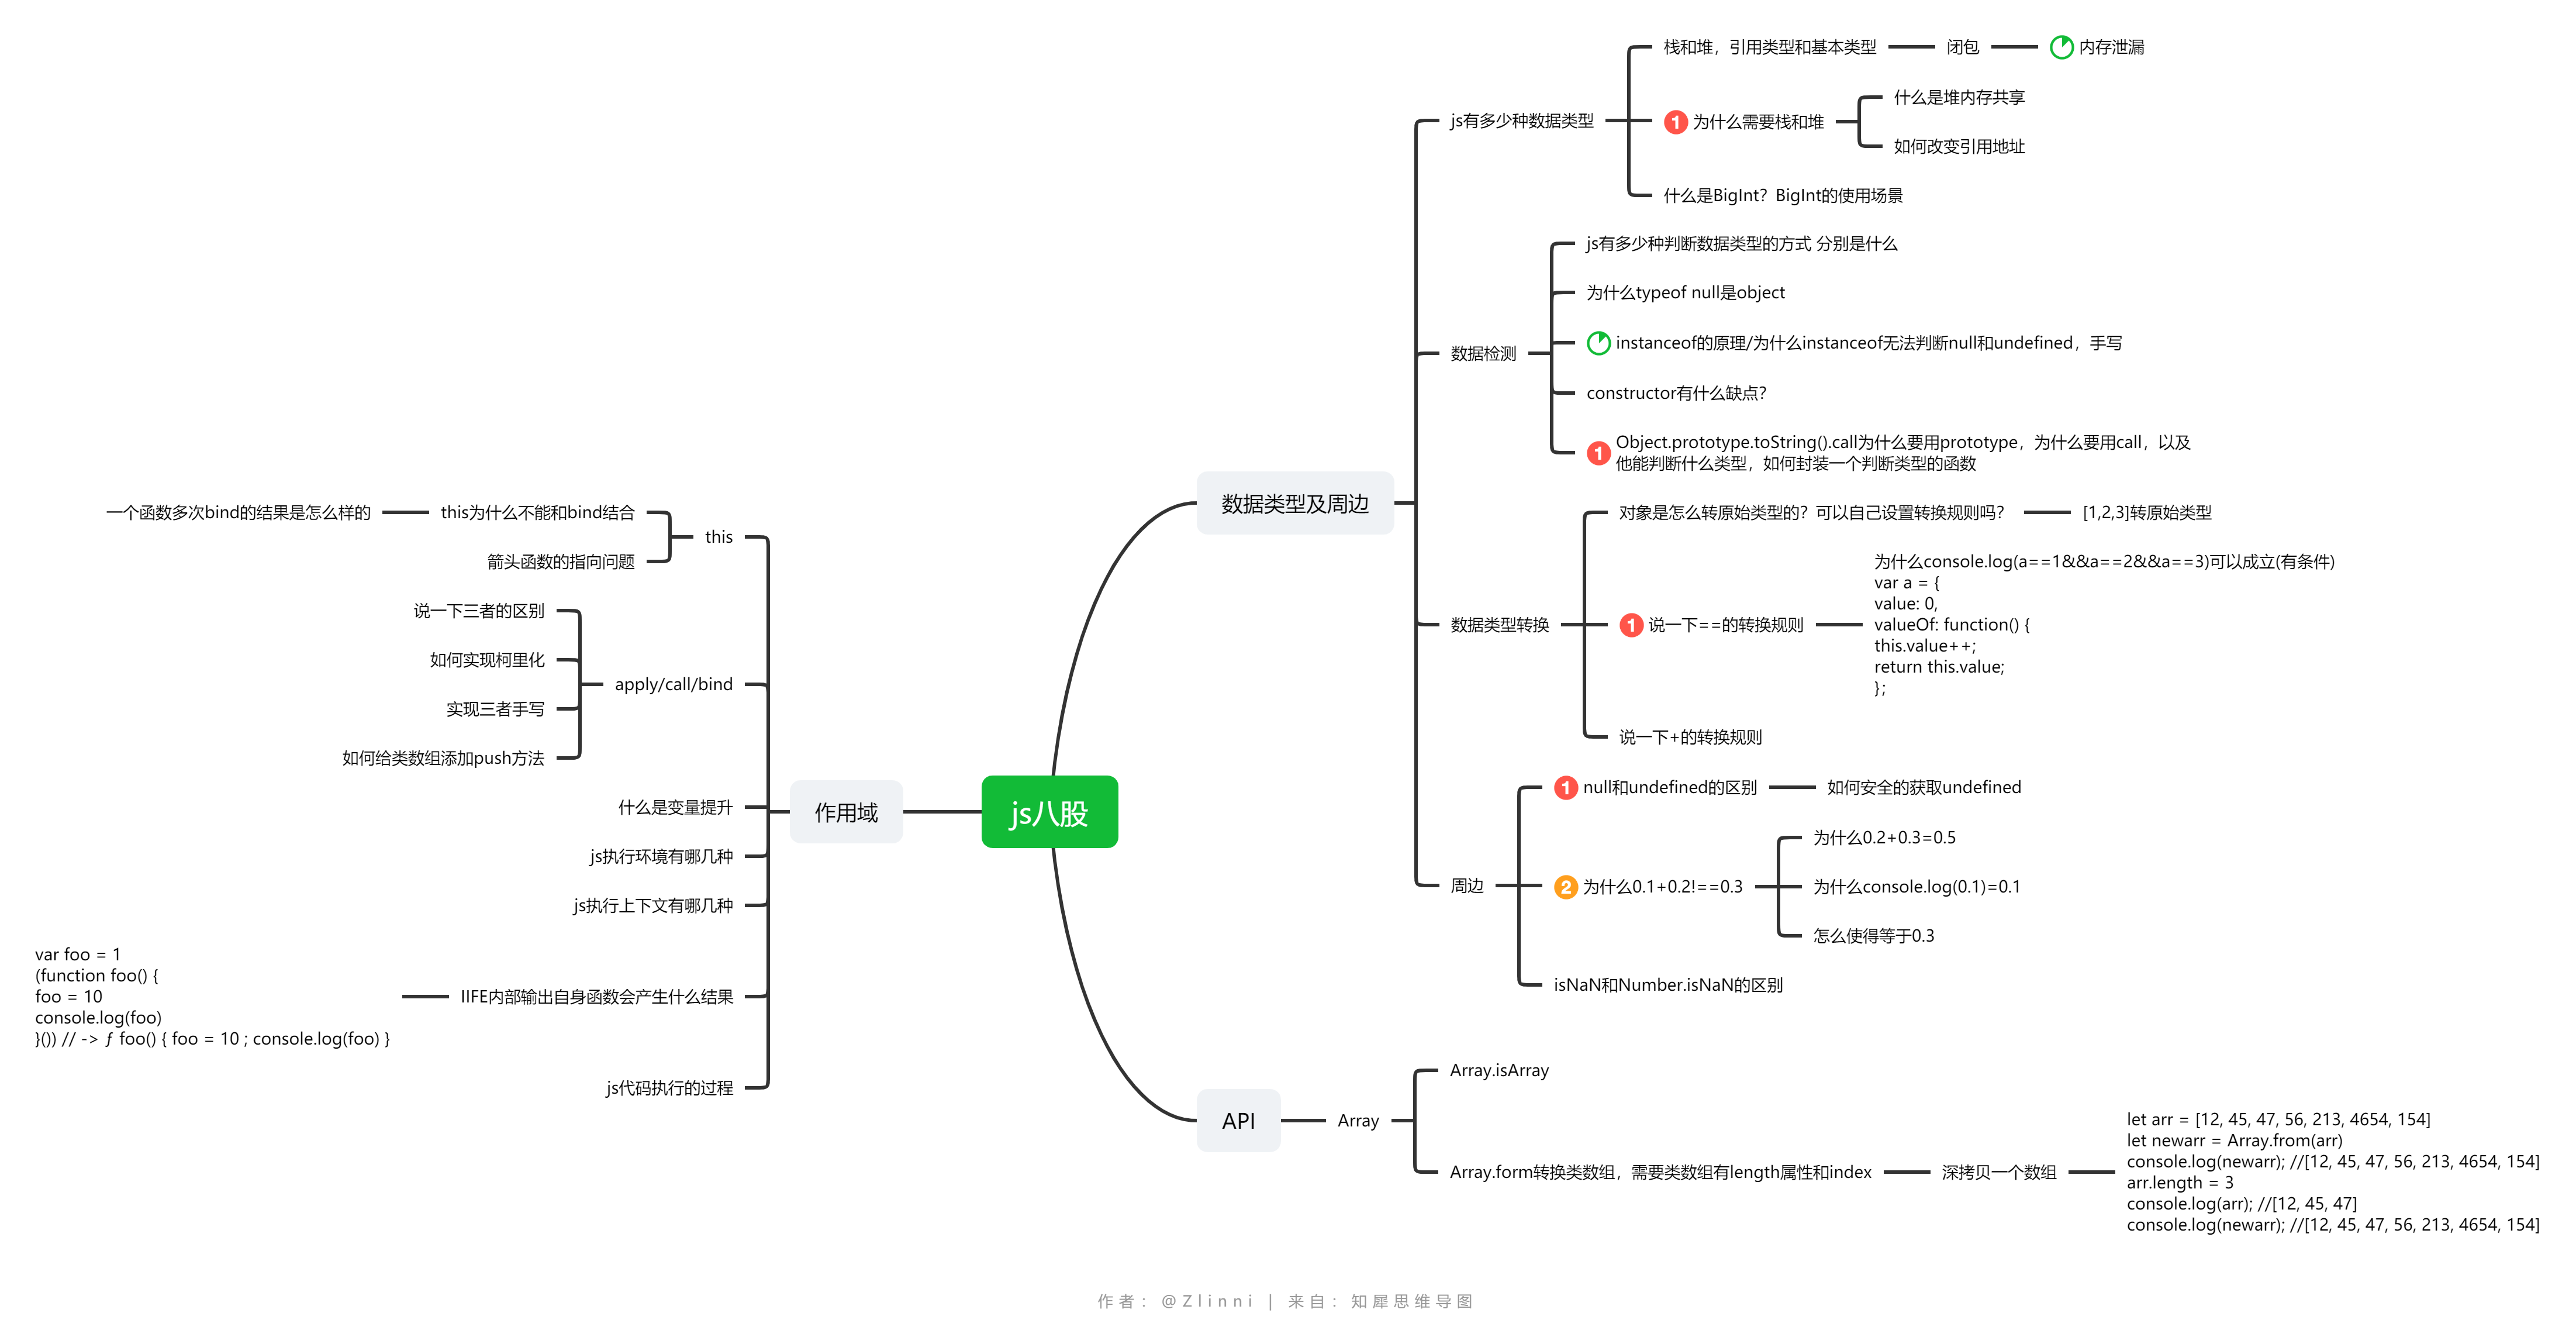 js八股
数据类型及周边
js有多少种数据类型
栈和堆，引用类型和基本类型
闭包
内存泄漏
1
为什么需要栈和堆
什么是堆内存共享
如何改变引用地址
什么是BigInt？BigInt的使用场景
数据检测
js有多少种判断数据类型的方式 分别是什么
为什么typeof null是object
instanceof的原理/为什么instanceof无法判断null和undefined，手写
constructor有什么缺点？
1
Object.prototype.toString().call为什么要用prototype，为什么要用call，以及
他能判断什么类型，如何封装一个判断类型的函数
数据类型转换
对象是怎么转原始类型的？可以自己设置转换规则吗？
[1,2,3]转原始类型
1
说一下==的转换规则
为什么console.log(a==1&&a==2&&a==3)可以成立(有条件)
var a = {
value: 0,
valueOf: function() {
this.value++;
return this.value;
};
说一下+的转换规则
周边
1
null和undefined的区别
如何安全的获取undefined
2
为什么0.1+0.2!==0.3
为什么0.2+0.3=0.5
为什么console.log(0.1)=0.1
怎么使得等于0.3
isNaN和Number.isNaN的区别
API
Array
Array.isArray
Array.form转换类数组，需要类数组有length属性和index
深拷贝一个数组
let arr = [12, 45, 47, 56, 213, 4654, 154]
let newarr = Array.from(arr)
console.log(newarr); //[12, 45, 47, 56, 213, 4654, 154]
arr.length = 3
console.log(arr); //[12, 45, 47]
console.log(newarr); //[12, 45, 47, 56, 213, 4654, 154]
作用域
this
this为什么不能和bind结合
一个函数多次bind的结果是怎么样的
箭头函数的指向问题
apply/call/bind
说一下三者的区别
如何实现柯里化
实现三者手写
如何给类数组添加push方法
什么是变量提升
js执行环境有哪几种
js执行上下文有哪几种
IIFE内部输出自身函数会产生什么结果
var foo = 1
(function foo() {
foo = 10
console.log(foo)
}()) // -> ƒ foo() { foo = 10 ; console.log(foo) }
js代码执行的过程
作者：@Zlinni | 来自：知犀思维导图